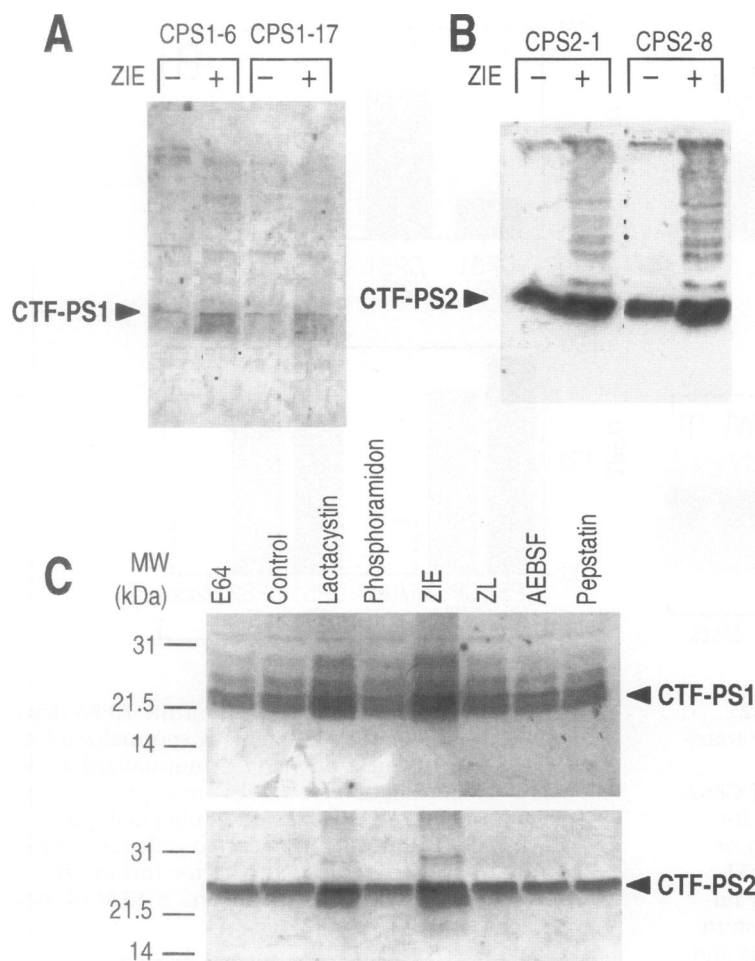 A
CPS1-6 CPS1-17
ZIE – + – +
CTF-PS1
B
CPS2-1 CPS2-8
ZIE – + – +
CTF-PS2
C
MW
(kDa)
E64
Control
Lactacystin
Phosphoramidon
ZIE
ZL
AEBSF
Pepstatin
31
21.5
14
CTF-PS1
31
21.5
14
CTF-PS2